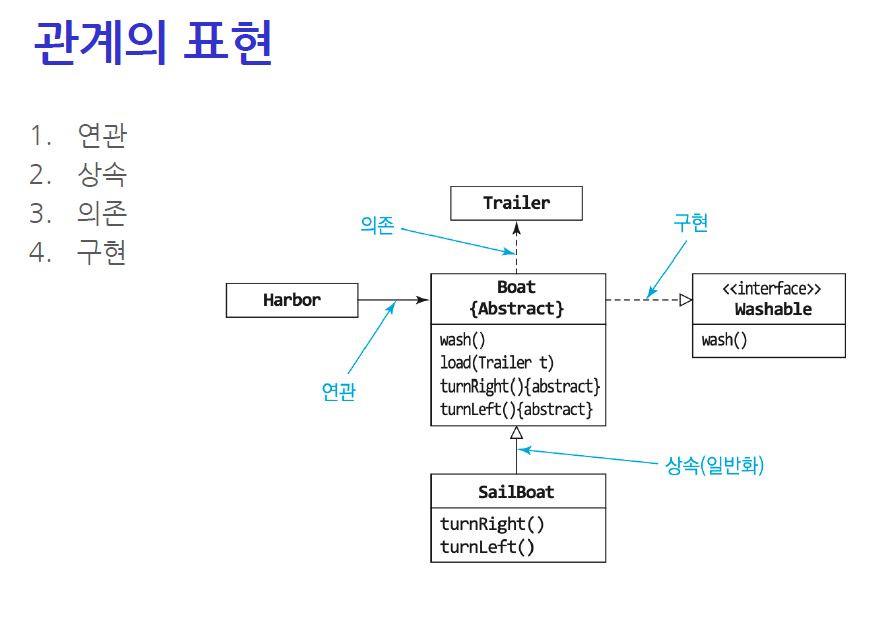 관계의 표현
1. 연관
2. 상속
3. 의존
4. 구현
Trailer
의존
구현
Harbor
Boat
{Abstract}
wash()
load(Trailer t)
turnRight(){abstract}
turnLeft(){abstract}
<<interface>>
Washable
wash()
연관
상속(일반화)
SailBoat
turnRight()
turnLeft()